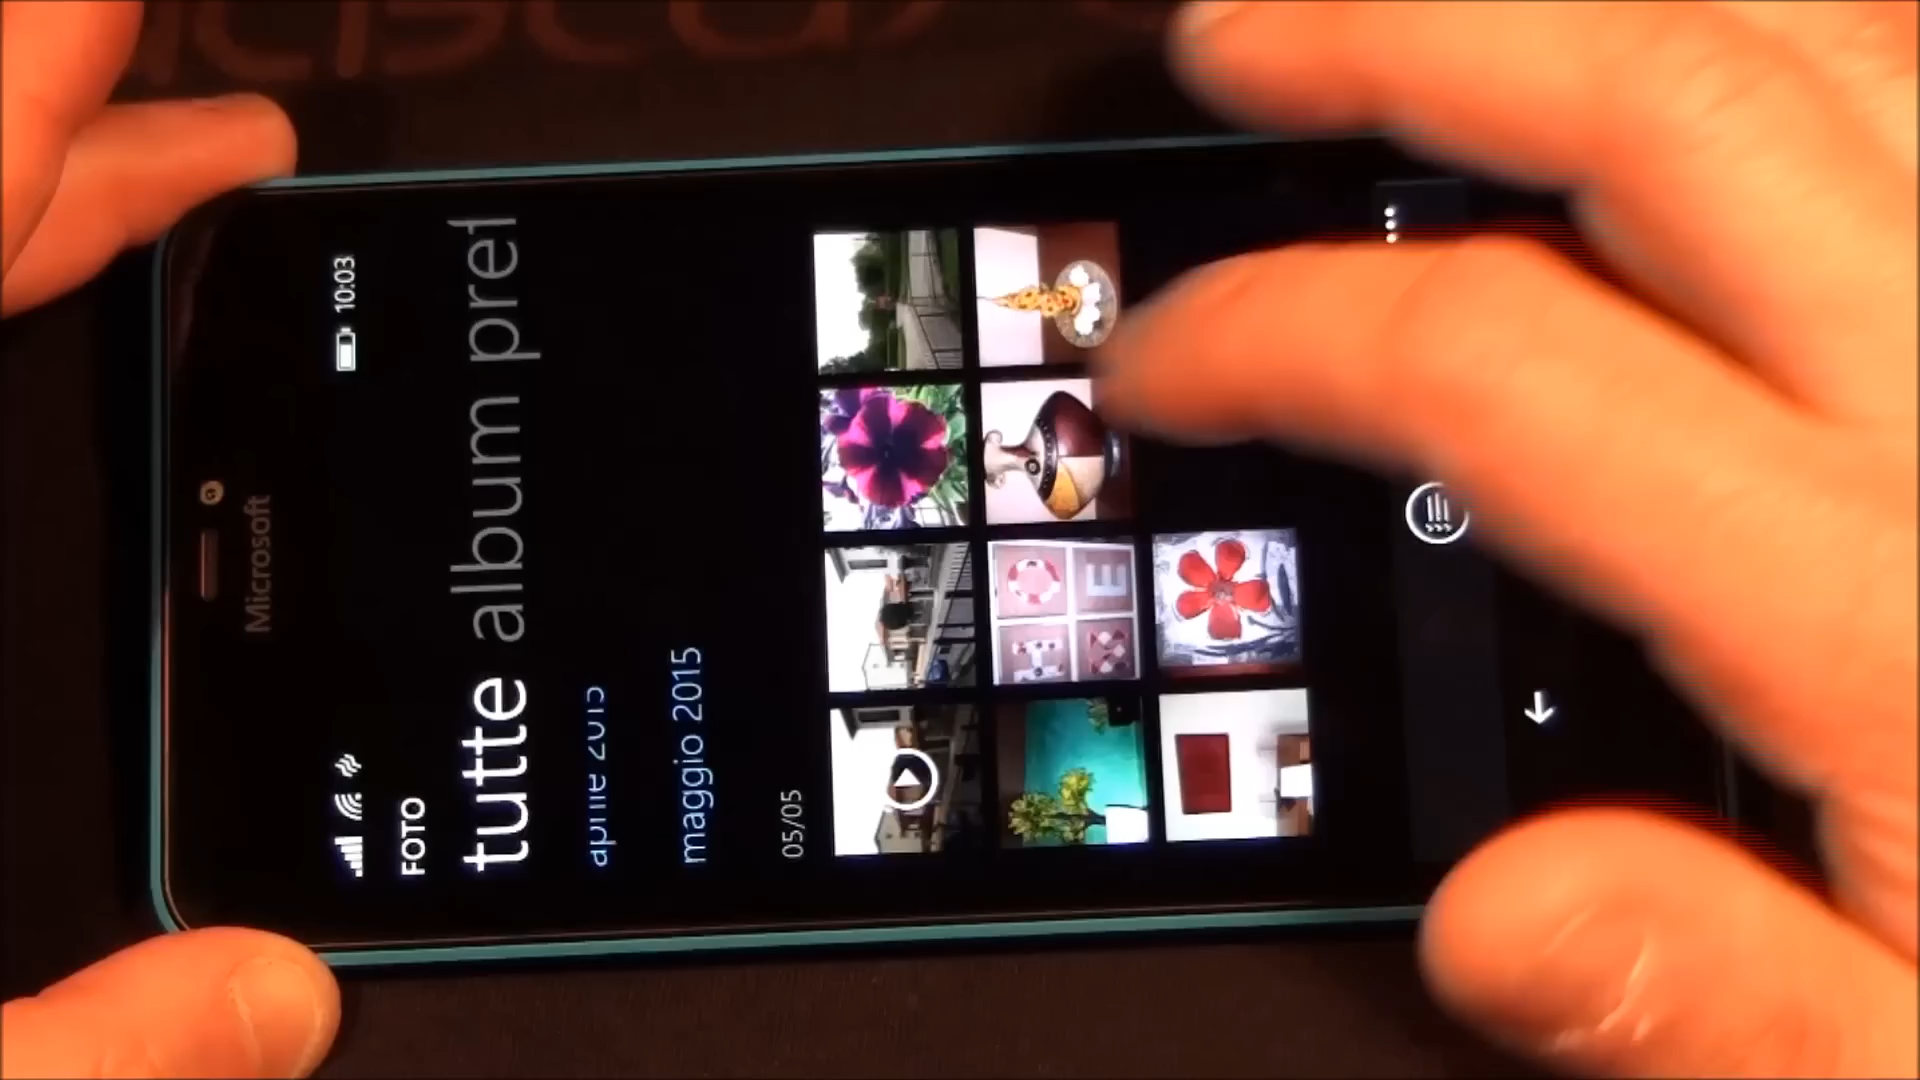 Microsoft
10:03
FOTO
tutte album pref
aprile 2015
maggio 2015
05/05